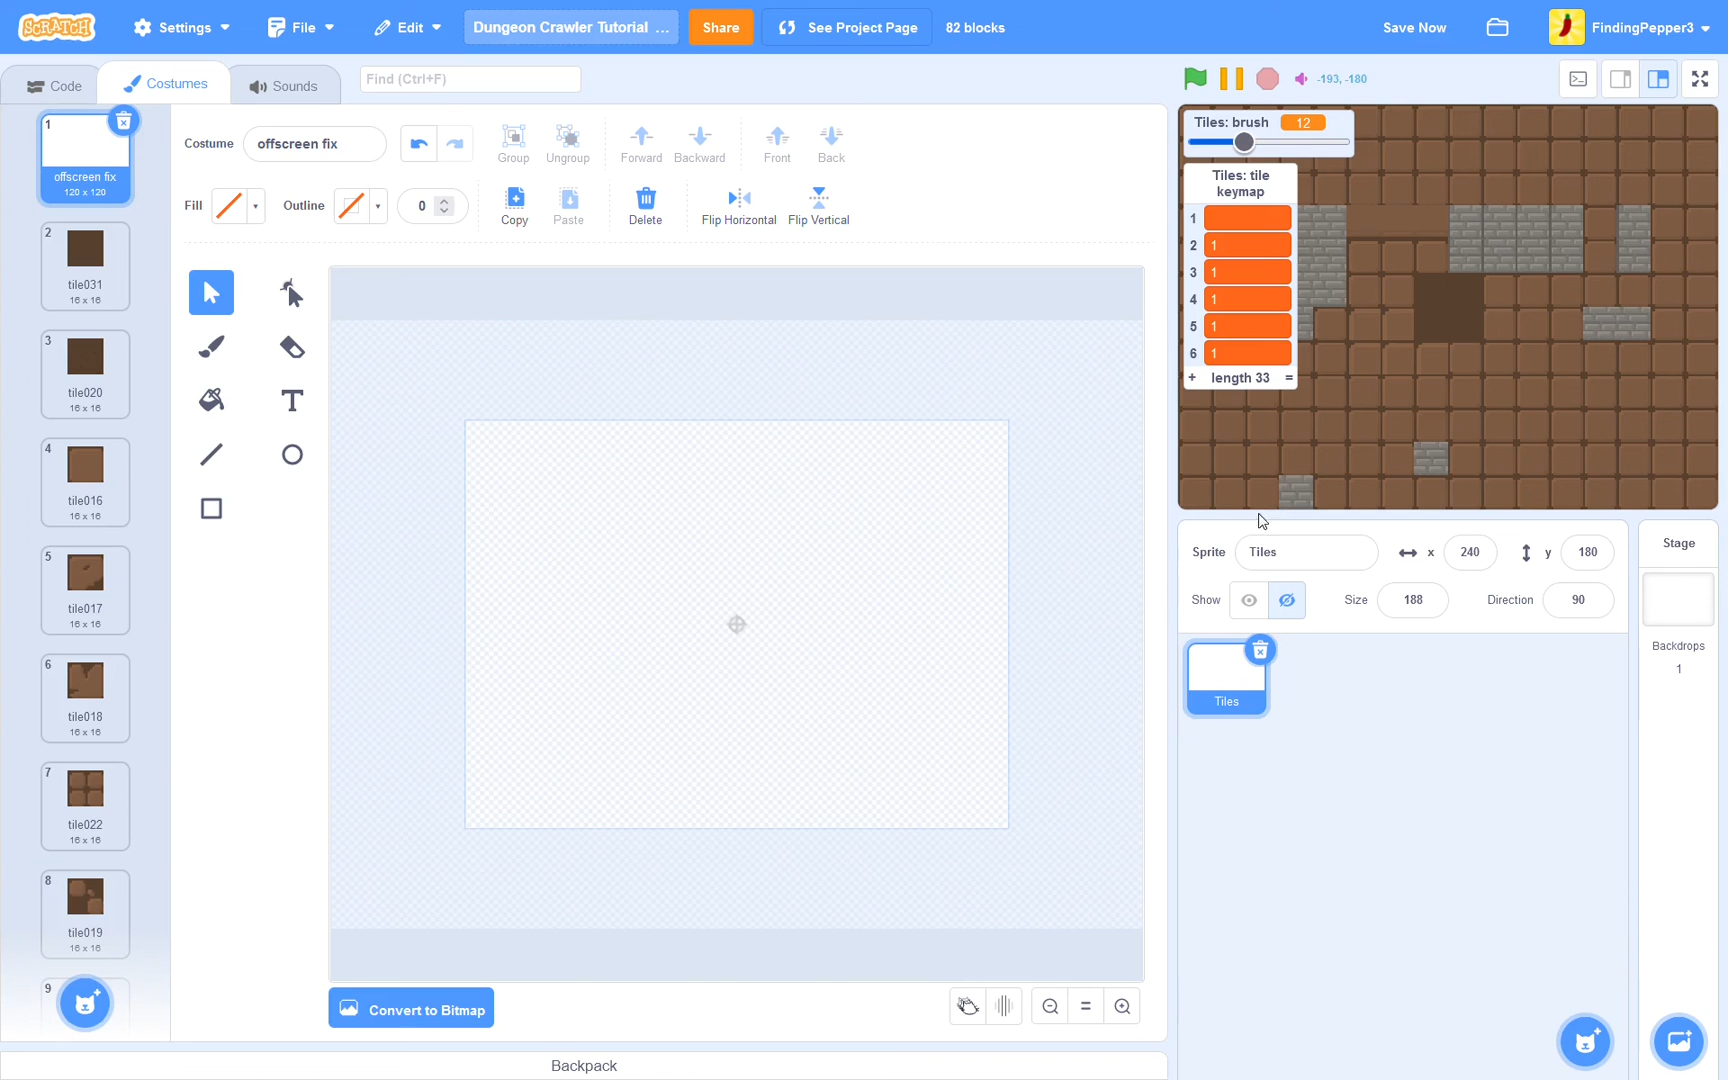 SCRATCH
Settings
File
Edit
Dungeon Crawler Tutorial ...
Share
See Project Page
82 blocks
Save Now
FindingPepper3
Code
Costumes
Sounds
Find (Ctrl+F)
-193, -180
1
offscreen fix
120 x 120
2
tile031
16 x 16
3
tile020
16 x 16
4
tile016
16 x 16
5
tile017
16 x 16
6
tile018
16 x 16
7
tile022
16 x 16
8
tile019
16 x 16
9
Costume
offscreen fix
Group
Ungroup
Forward
Backward
Front
Back
Fill
Outline
0
Copy
Paste
Delete
Flip Horizontal
Flip Vertical
T
Convert to Bitmap
=
Backpack
Tiles: brush 12
Tiles: tile
keymap
1
2 1
3 1
4 1
5 1
6 1
+ length 33 =
Sprite
Tiles
x
240
y
180
Show
Size
188
Direction
90
Tiles
Stage
Backdrops
1